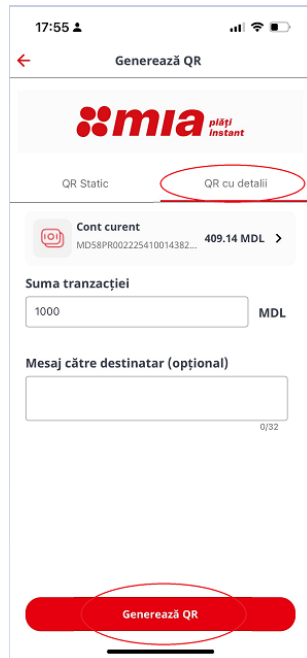 17:55
Generează QR
mia plăți
instant
QR Static
QR cu detalii
Cont curent
MD58PR002225410014382...
409.14 MDL
Suma tranzacției
1000
MDL
Mesaj către destinatar (opțional)
0/32
Generează QR